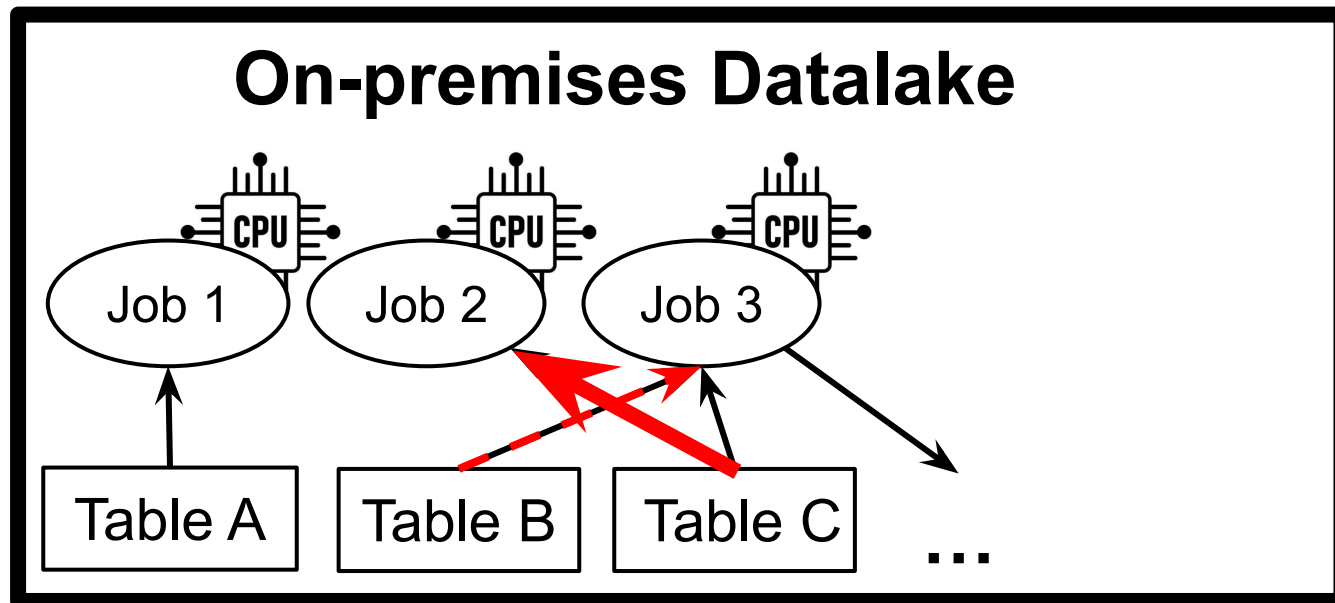 On-premises Datalake
CPU CPU CPU
Job 1 Job 2 Job 3
Table A Table B Table C ...